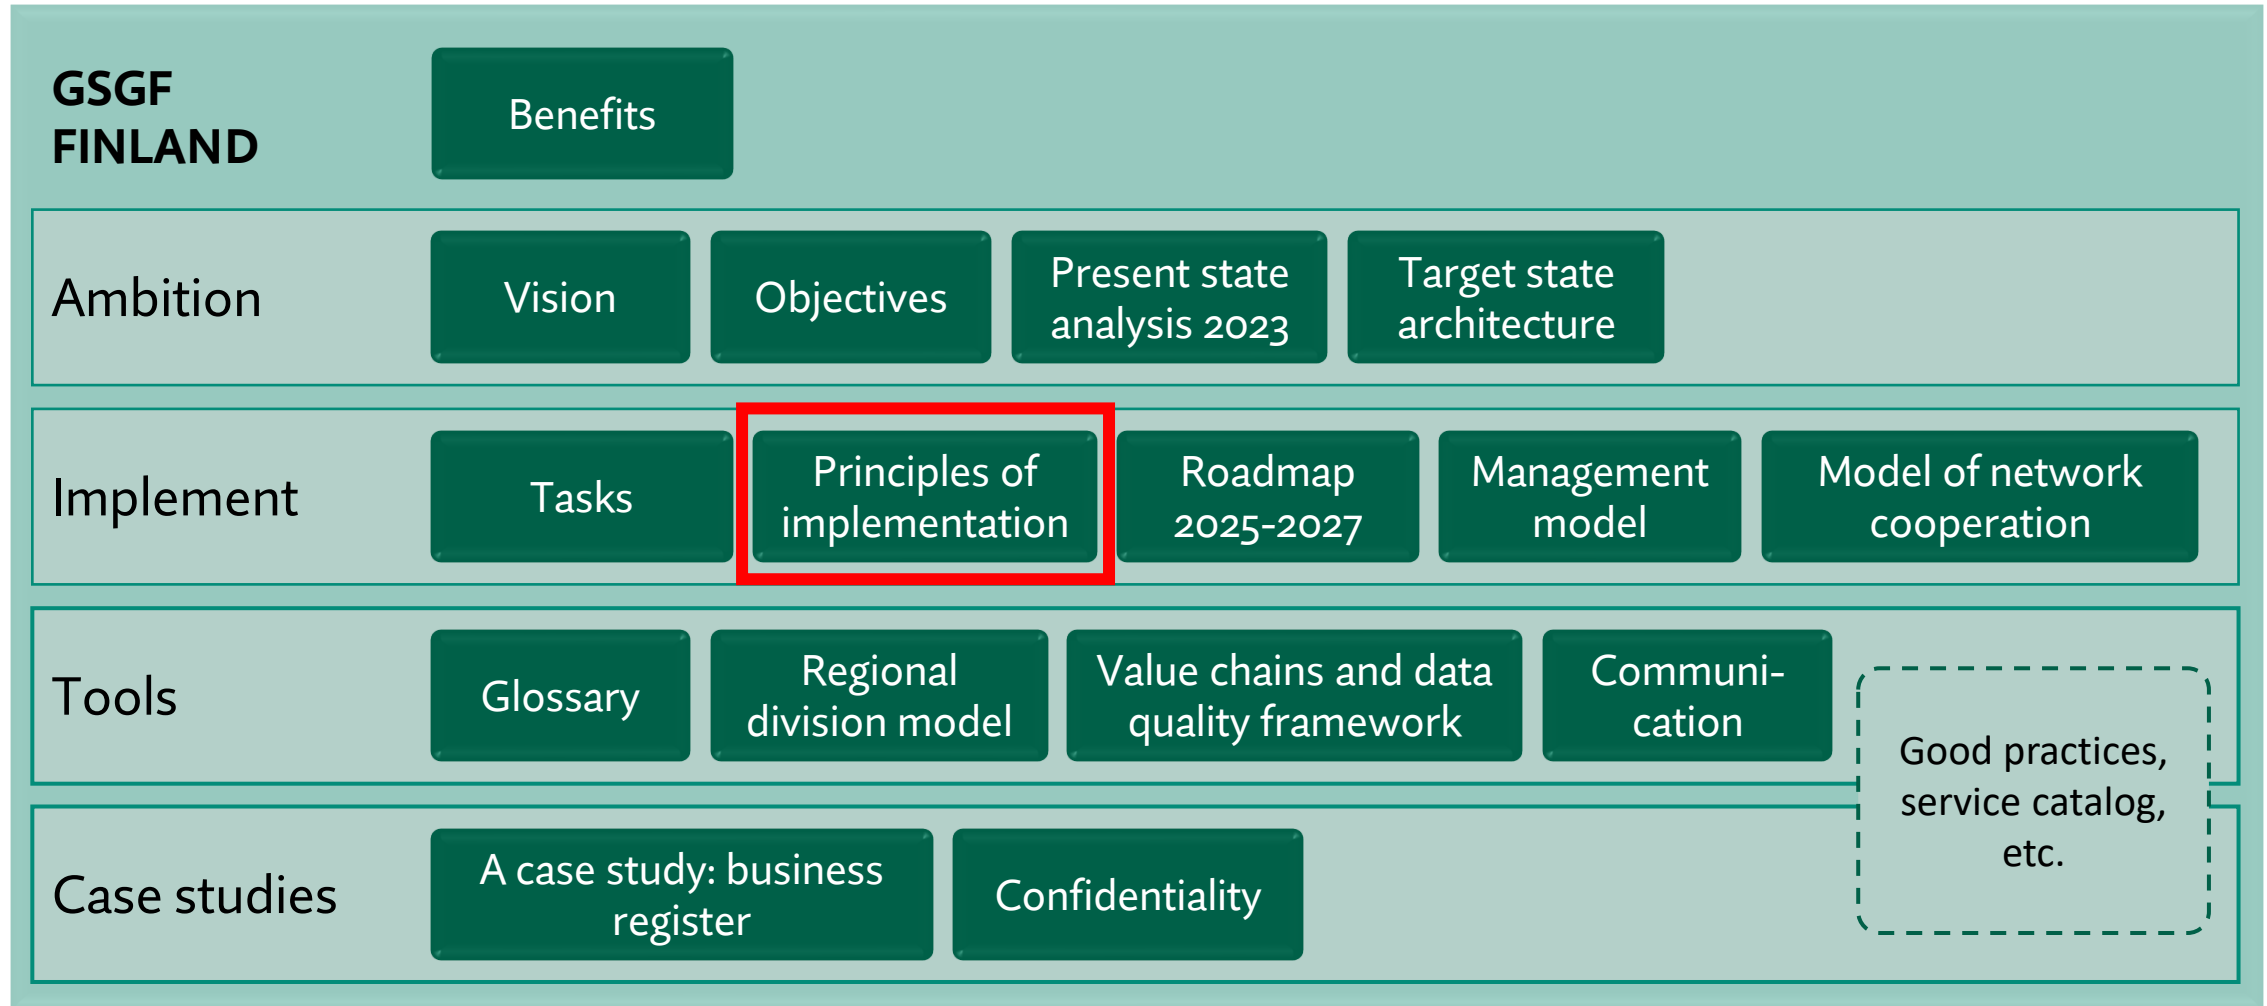 GSGF
FINLAND
Benefits
Ambition
Vision
Objectives
Present state
analysis 2023
Target state
architecture
Implement
Tasks
Principles of
implementation
Roadmap
2025-2027
Management
model
Model of network
cooperation
Tools
Glossary
Regional
division model
Value chains and data
quality framework
Communi-
cation
Good practices,
service catalog,
etc.
Case studies
A case study: business
register
Confidentiality